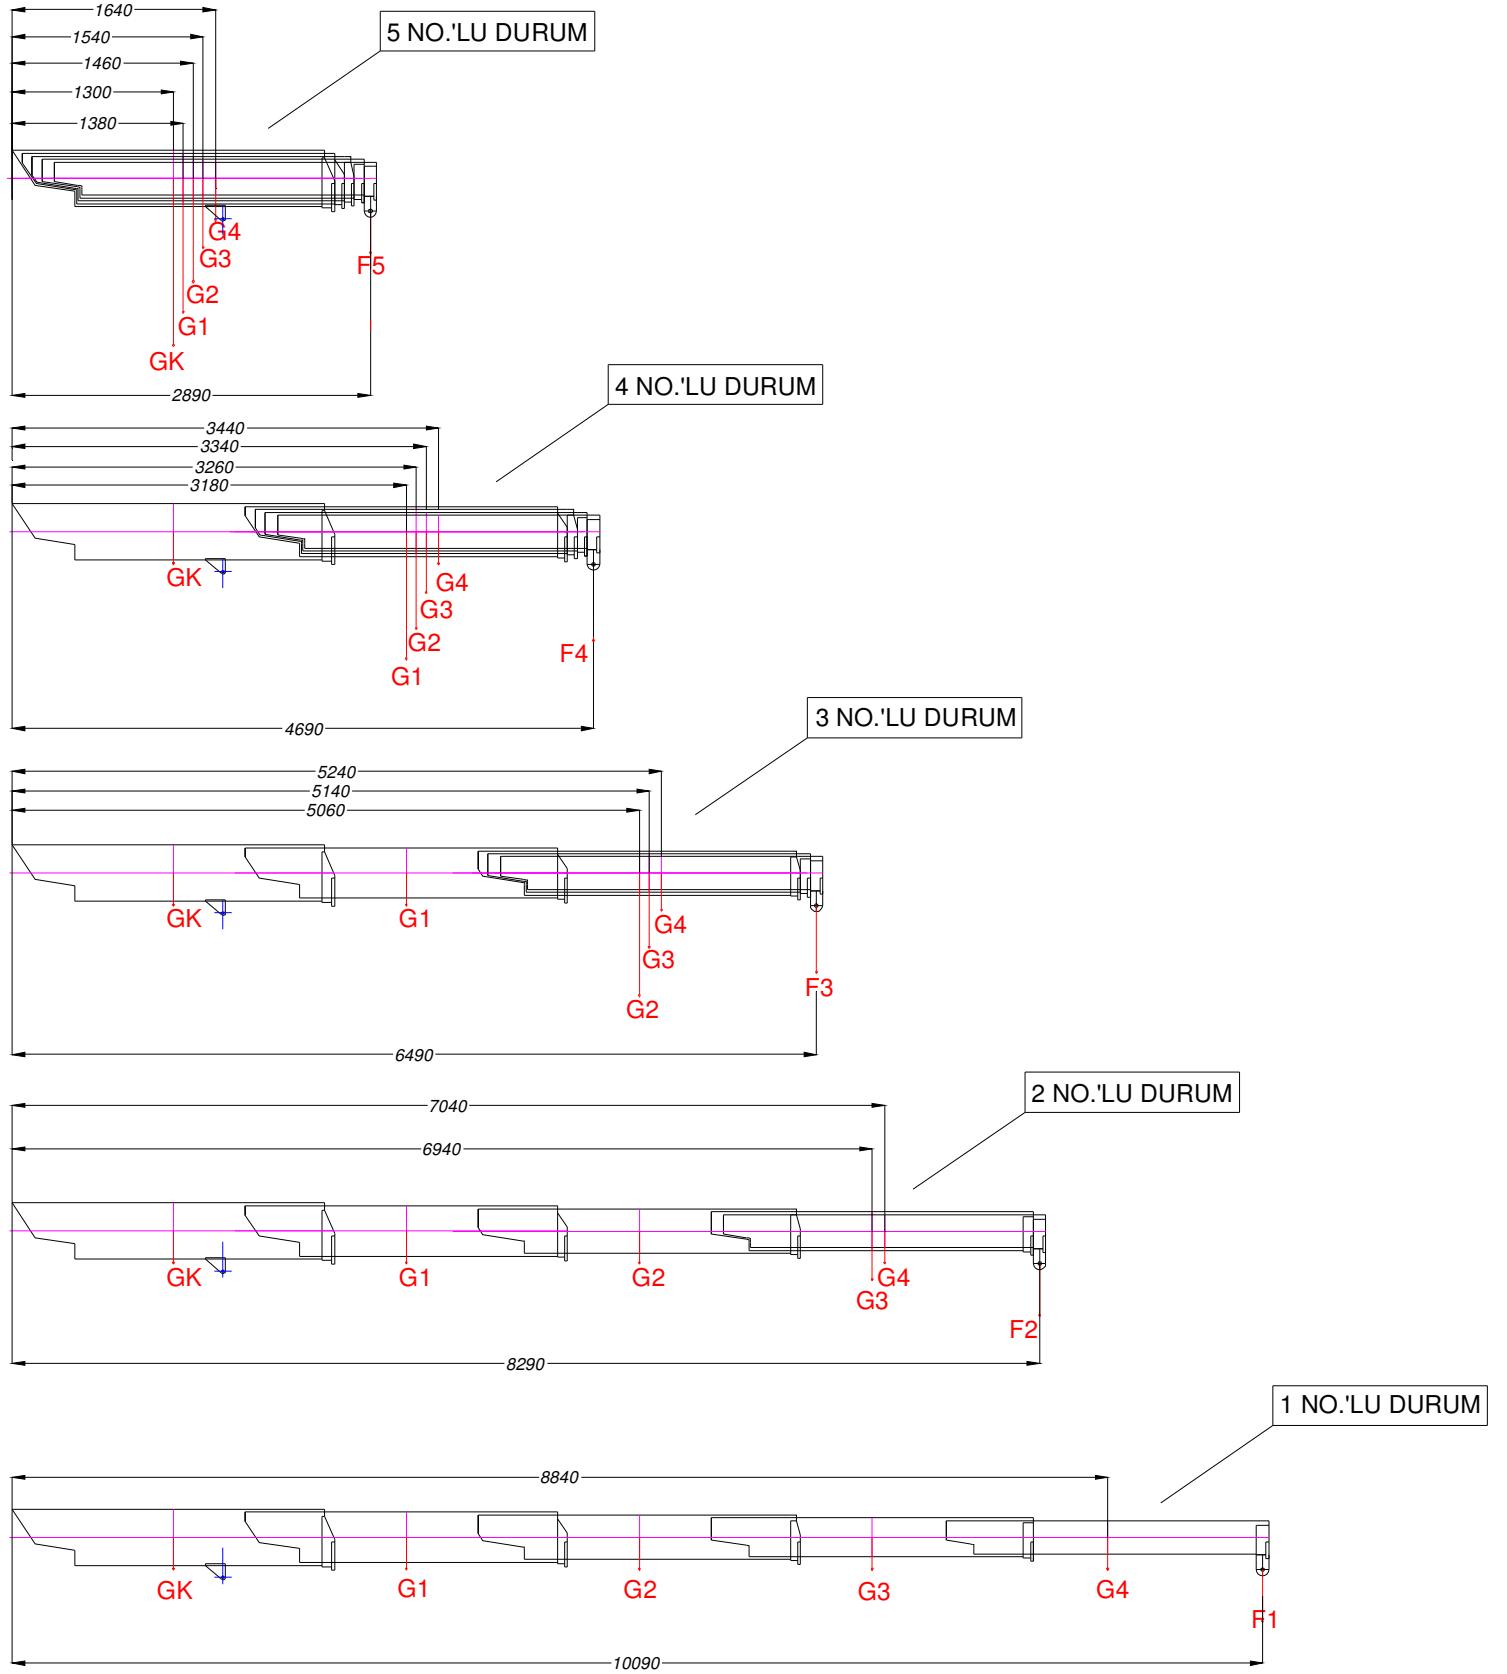 1640
5 NO.'LU DURUM
1540
1460
1300
1380
G4
G3
F5
G2
G1
GK
2890
4 NO.'LU DURUM
3440
3340
3260
3180
GK
G4
G3
G2
F4
G1
4690
3 NO.'LU DURUM
5240
5140
5060
GK
G1
G4
G3
F3
G2
6490
2 NO.'LU DURUM
7040
6940
GK
G1
G2
G4
G3
F2
8290
1 NO.'LU DURUM
8840
GK
G1
G2
G3
G4
F1
10090